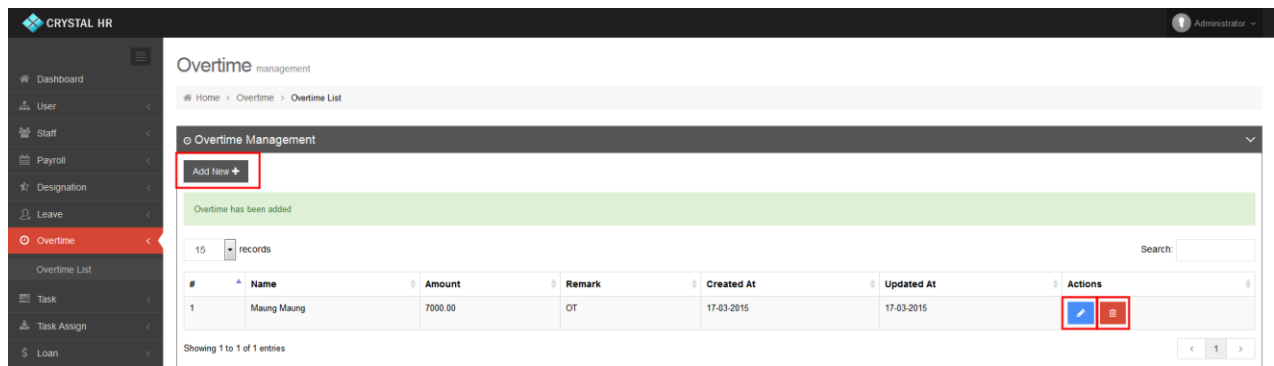 CRYSTAL HR
Administrator
Dashboard
User
Staff
Payroll
Designation
Leave
Overtime
Overtime List
Task
Task Assign
$ Loan
Overtime management
Home > Overtime > Overtime List
Overtime Management
Add New +
Overtime has been added
15 records
Search:
# Name Amount Remark Created At Updated At Actions
1 Maung Maung 7000.00 OT 17-03-2015 17-03-2015
Showing 1 to 1 of 1 entries
< 1 >